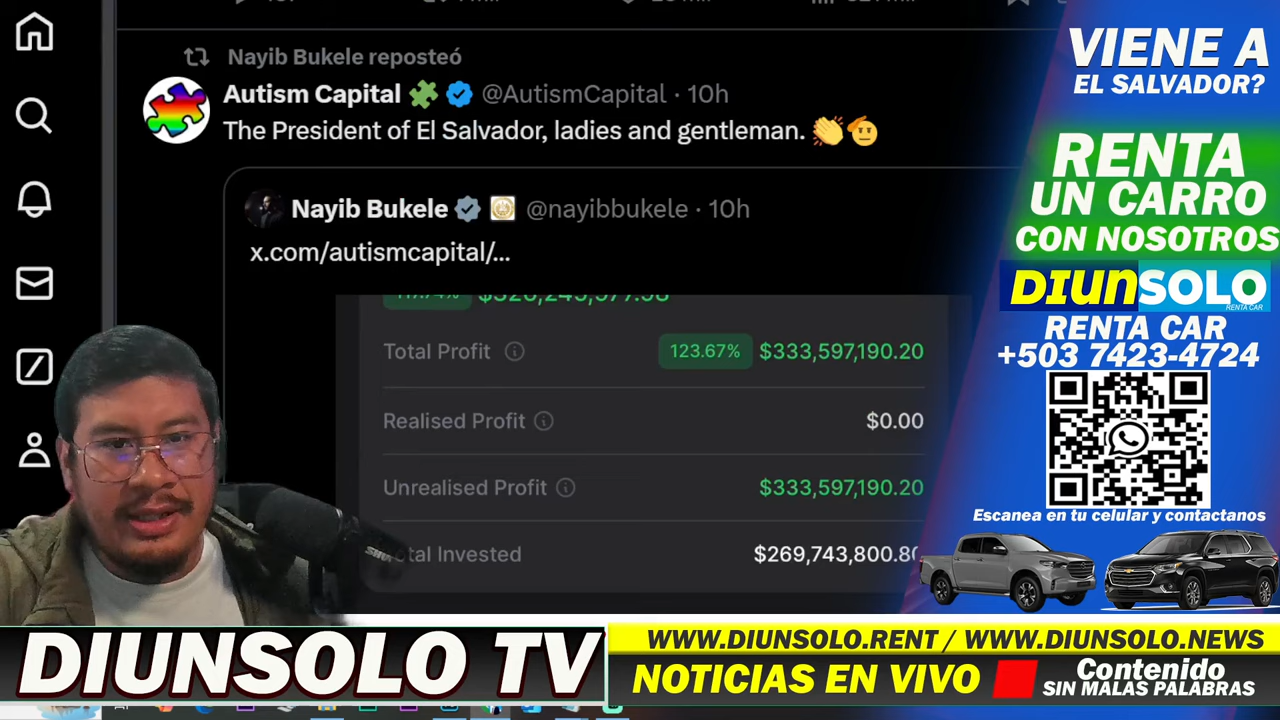 Nayib Bukele reposteó
Autism Capital @AutismCapital · 10h
The President of El Salvador, ladies and gentleman.
Nayib Bukele @nayibbukele · 10h
x.com/autismcapital/...
Total Profit 123.67% $333,597,190.20
Realised Profit $0.00
Unrealised Profit $333,597,190.20
Invested $269,743,800.80
VIENE A
EL SALVADOR?
RENTA
UN CARRO
CON NOSOTROS
DIUNSOLO
RENTA CAR
RENTA CAR
+503 7423-4724
Escanea en tu celular y contactanos
DIUNSOLO TV
WWW.DIUNSOLO.RENT / WWW.DIUNSOLO.NEWS
NOTICIAS EN VIVO
Contenido
SIN MALAS PALABRAS